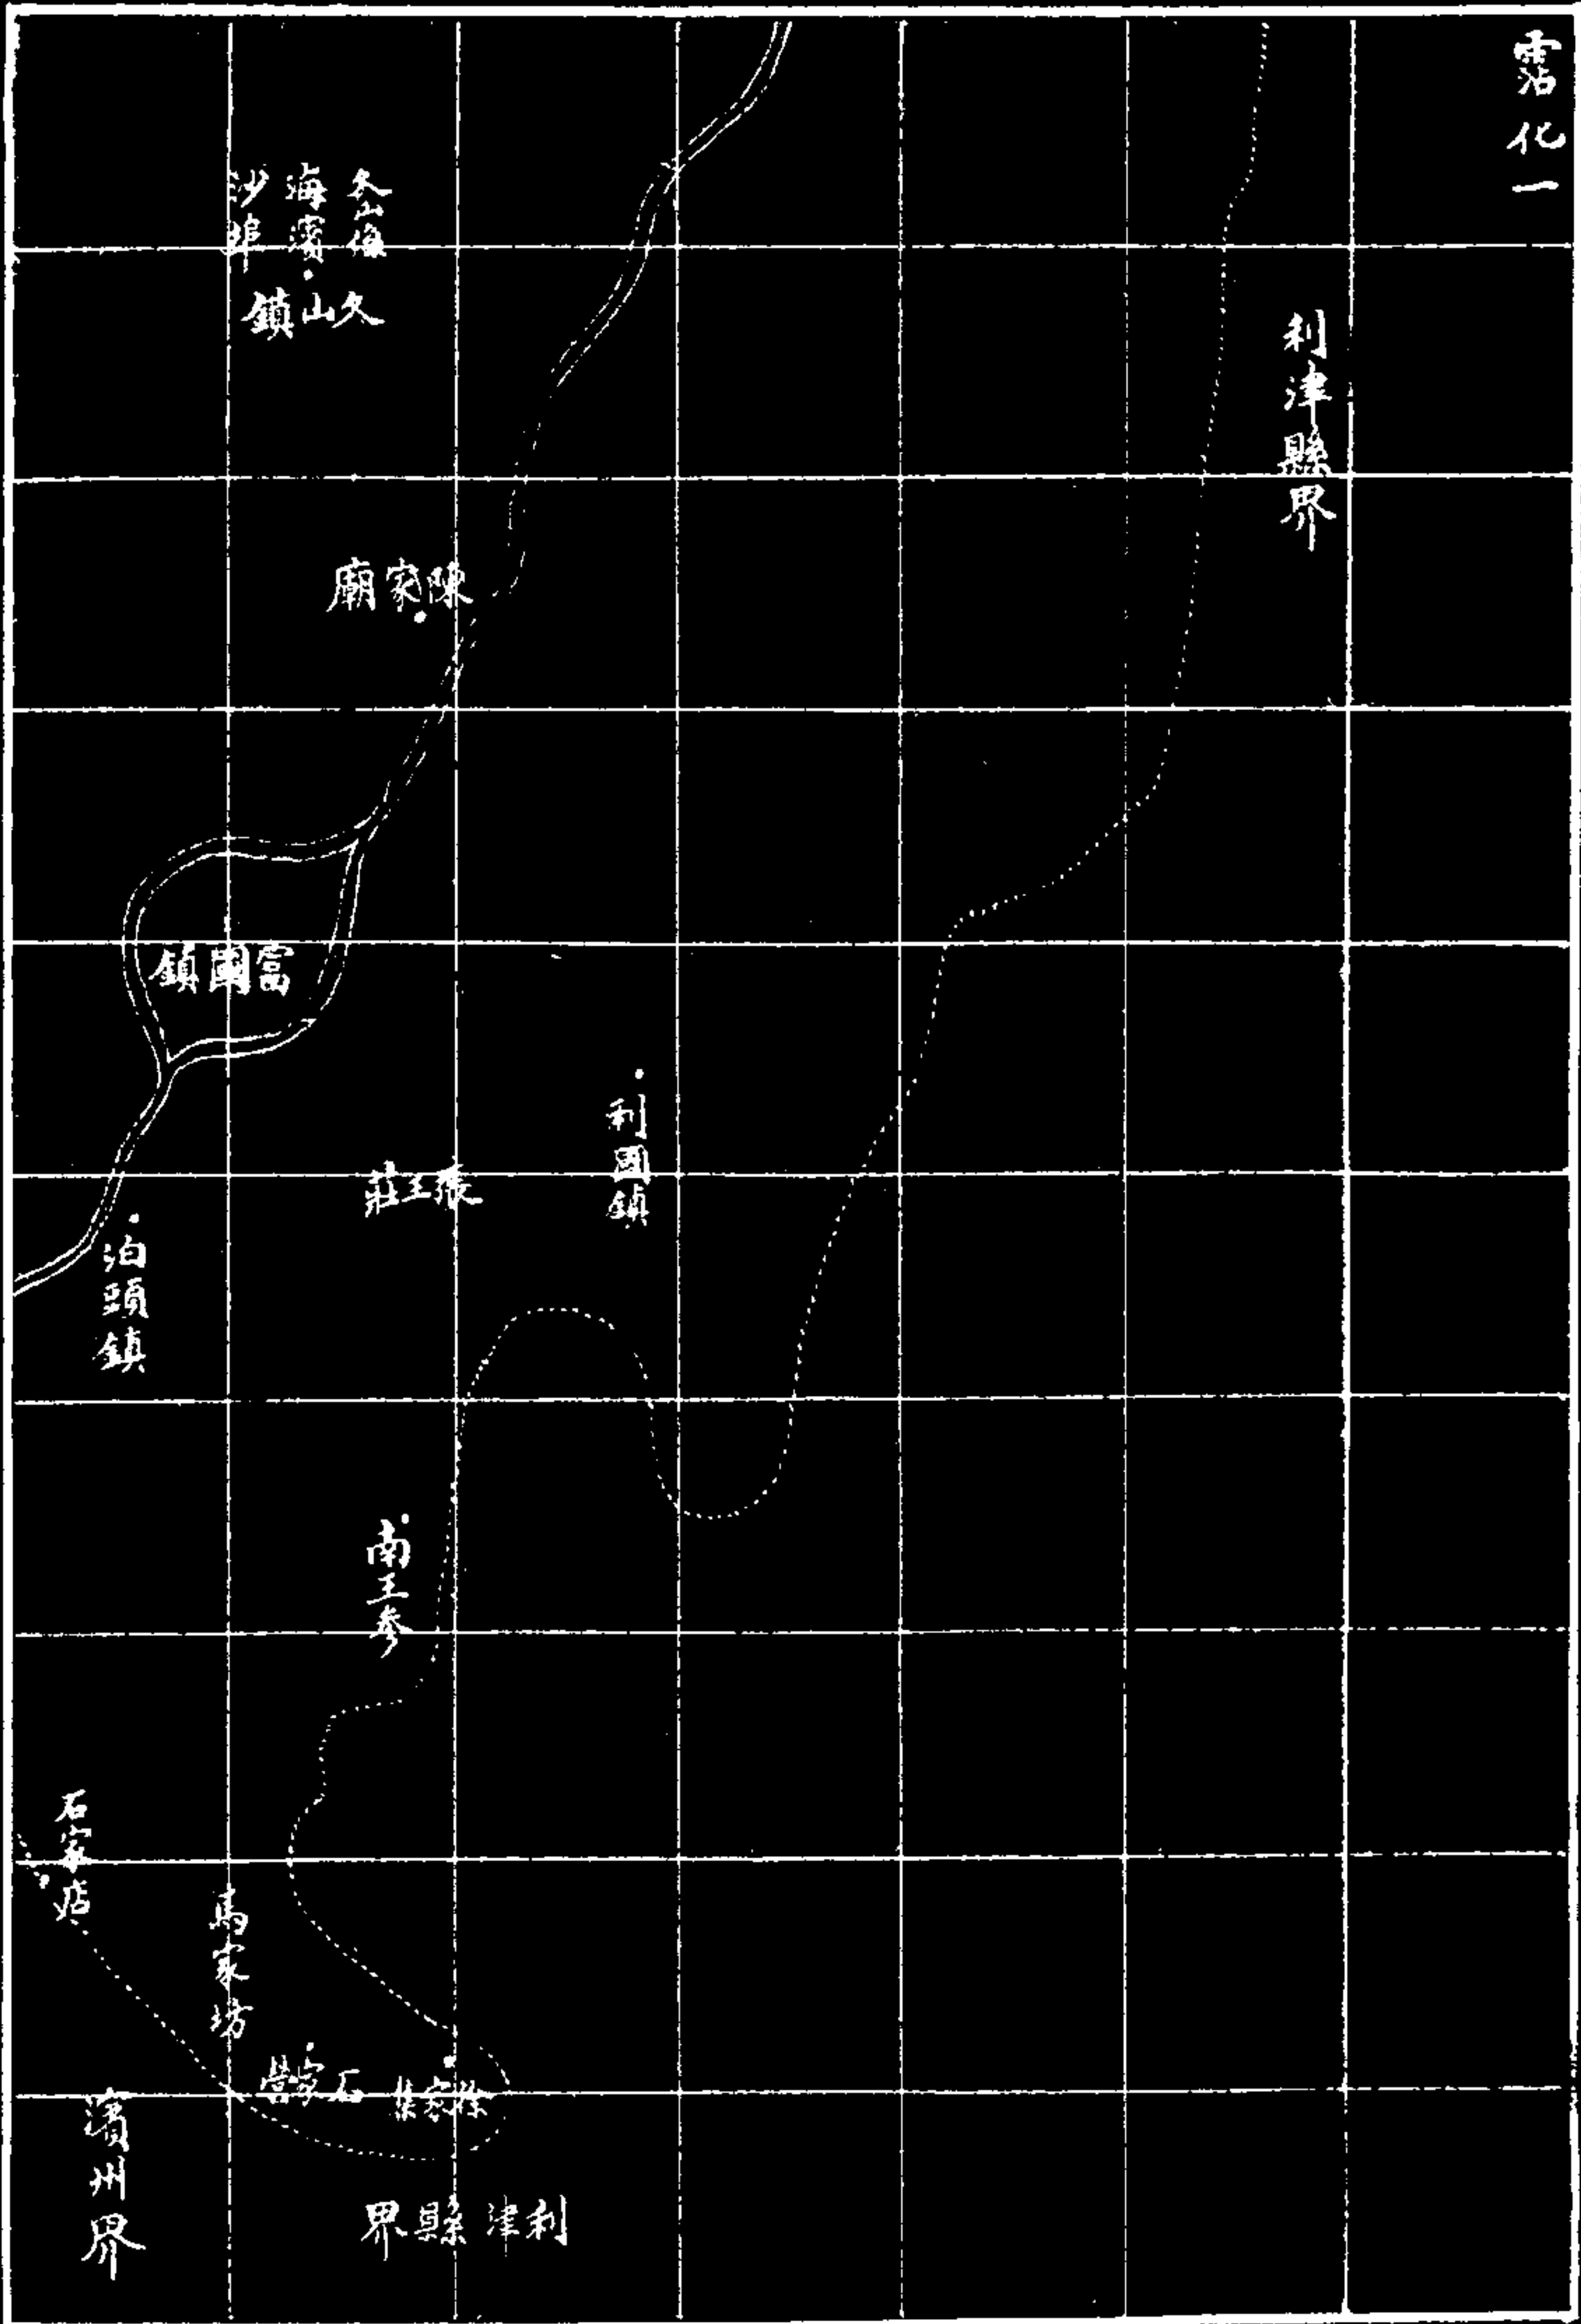 霑化一
利津縣界
久山係
海濱
沙埠
久山鎮
陳家廟
富國鎮
利國鎮
張王莊
泊頭鎮
南王參
石家店
馬家坊
石家營
徐家集
濱州界
利津縣界